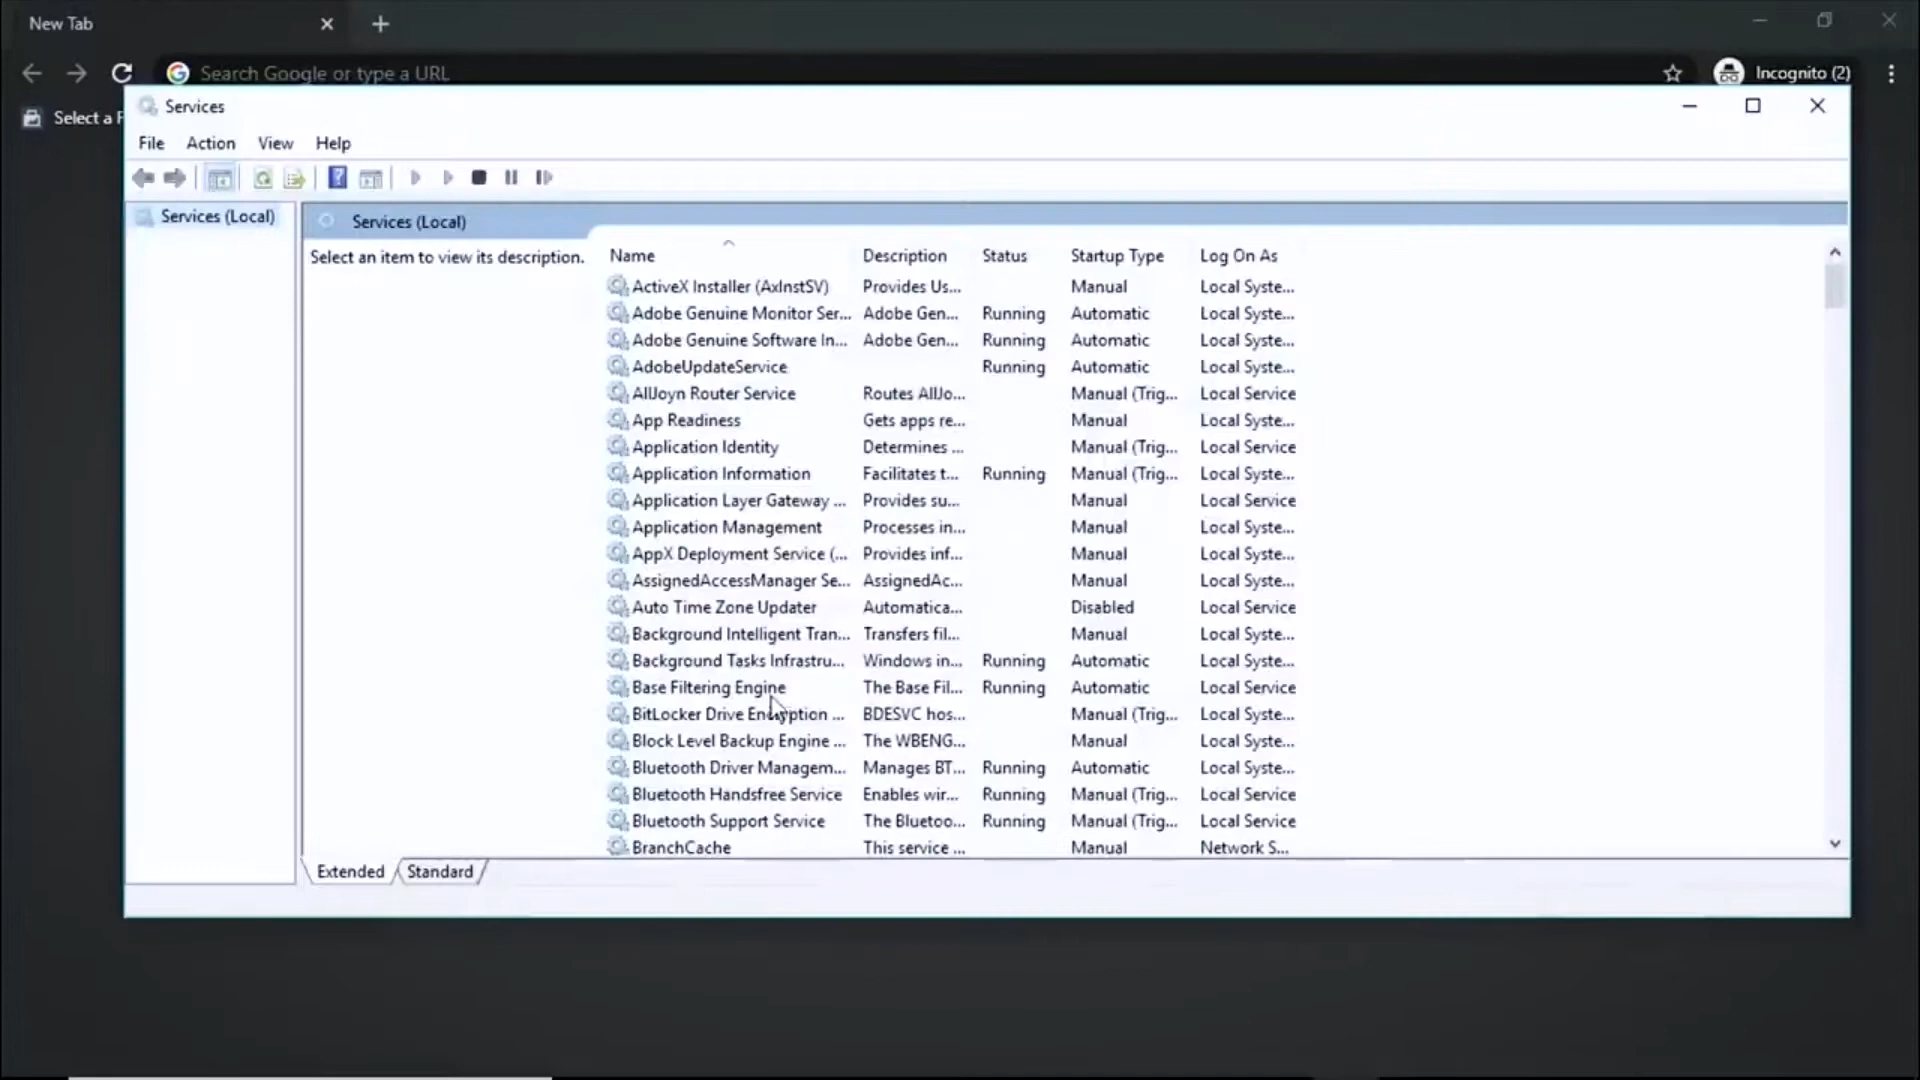 New Tab
Search Google or type a URL
Incognito (2)
Select a F
Services
File Action View Help
Services (Local)
Services (Local)
Select an item to view its description.
Name Description Status Startup Type Log On As
ActiveX Installer (AxInstSV) Provides Us... Manual Local Syste...
Adobe Genuine Monitor Ser... Adobe Gen... Running Automatic Local Syste...
Adobe Genuine Software In... Adobe Gen... Running Automatic Local Syste...
AdobeUpdateService Running Automatic Local Syste...
AllJoyn Router Service Routes AllJo... Manual (Trig... Local Service
App Readiness Gets apps re... Manual Local Syste...
Application Identity Determines ... Manual (Trig... Local Service
Application Information Facilitates t... Running Manual (Trig... Local Syste...
Application Layer Gateway ... Provides su... Manual Local Service
Application Management Processes in... Manual Local Syste...
AppX Deployment Service (... Provides inf... Manual Local Syste...
AssignedAccessManager Se... AssignedAc... Manual Local Syste...
Auto Time Zone Updater Automatica... Disabled Local Service
Background Intelligent Tran... Transfers fil... Manual Local Syste...
Background Tasks Infrastru... Windows in... Running Automatic Local Syste...
Base Filtering Engine The Base Fil... Running Automatic Local Service
BitLocker Drive Encryption ... BDESVC hos... Manual (Trig... Local Syste...
Block Level Backup Engine ... The WBENG... Manual Local Syste...
Bluetooth Driver Managem... Manages BT... Running Automatic Local Syste...
Bluetooth Handsfree Service Enables wir... Running Manual (Trig... Local Service
Bluetooth Support Service The Bluetoo... Running Manual (Trig... Local Service
BranchCache This service ... Manual Network S...
Extended Standard